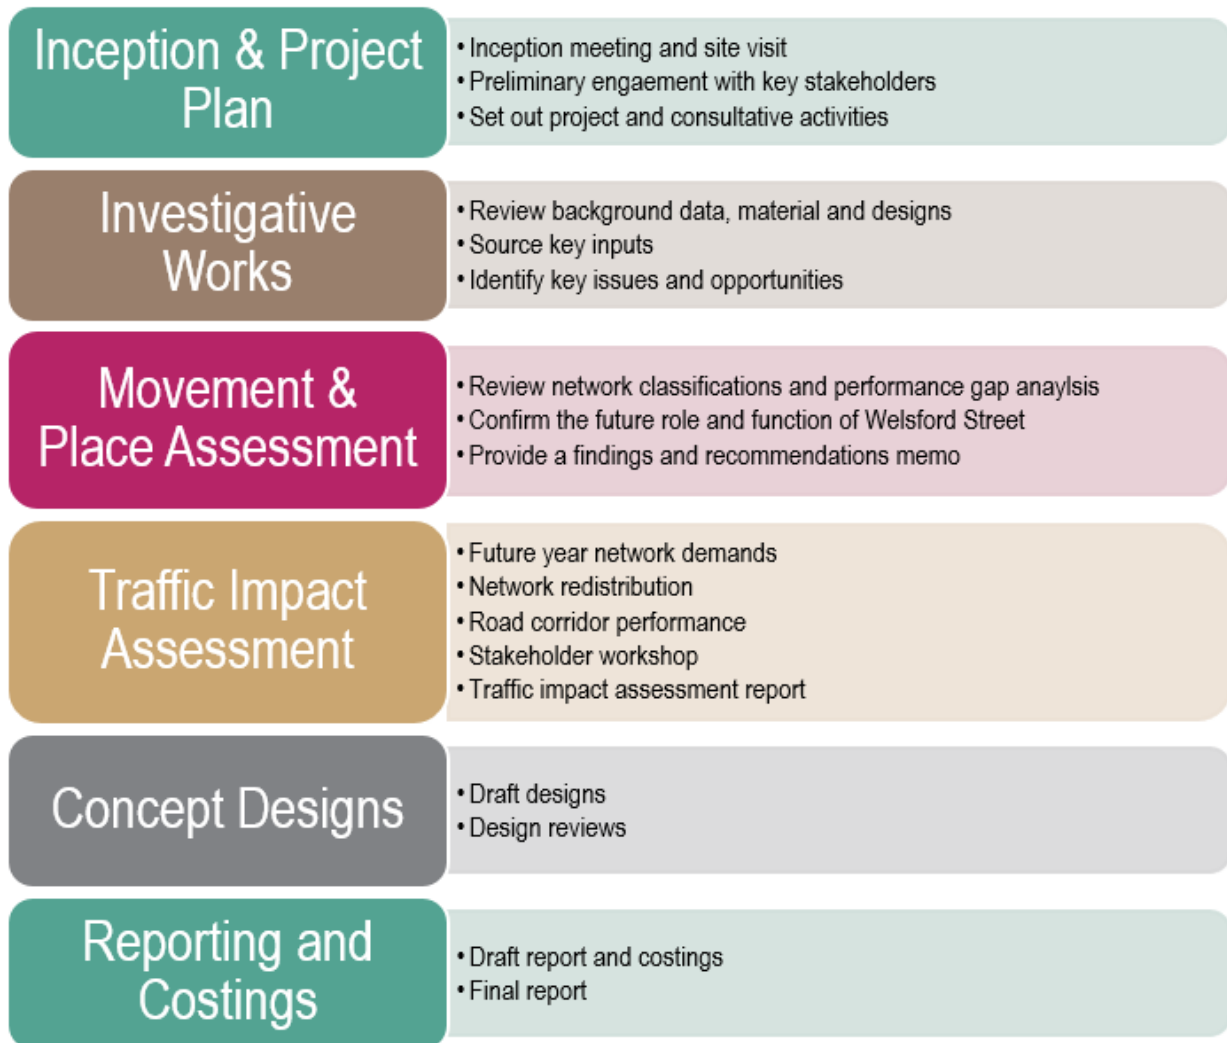 Inception & Project
Plan
• Inception meeting and site visit
• Preliminary engaement with key stakeholders
• Set out project and consultative activities
Investigative
Works
• Review background data, material and designs
• Source key inputs
• Identify key issues and opportunities
Movement &
Place Assessment
• Review network classifications and performance gap anaylsis
• Confirm the future role and function of Welsford Street
• Provide a findings and recommendations memo
Traffic Impact
Assessment
• Future year network demands
• Network redistribution
• Road corridor performance
• Stakeholder workshop
• Traffic impact assessment report
Concept Designs
• Draft designs
• Design reviews
Reporting and
Costings
• Draft report and costings
• Final report